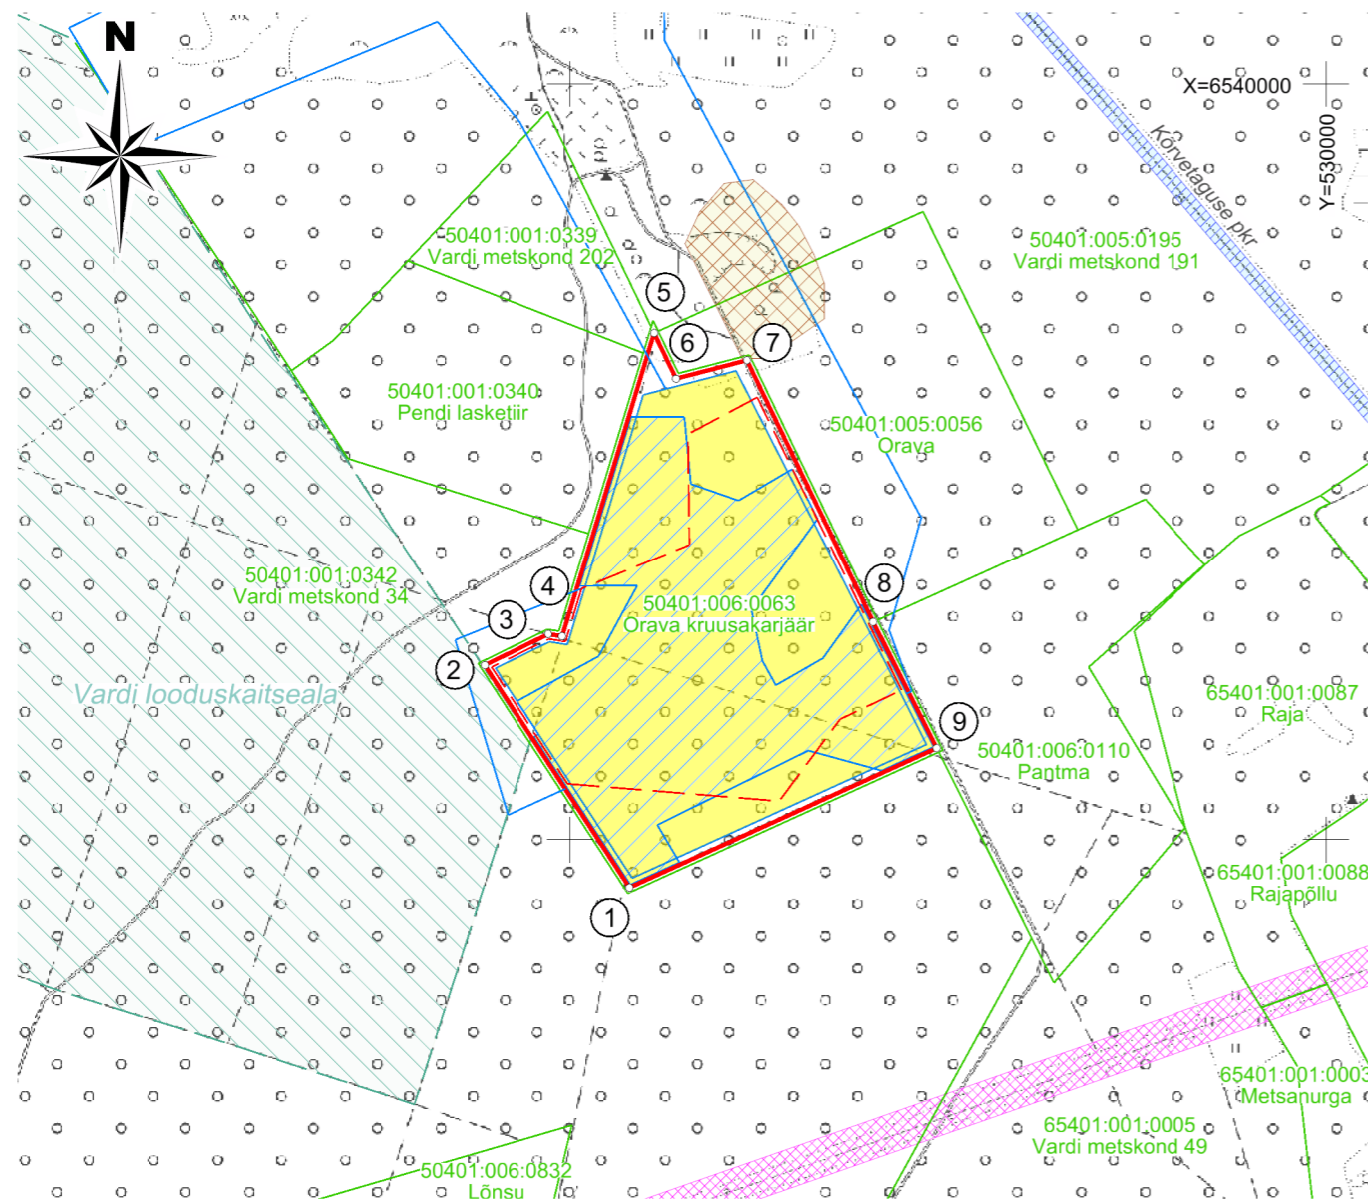 N
X=6540000
Y=530000
Kõrvetaguse pkr
50401:001:0339
Vardi metskond 202
50401:005:0195
Vardi metskond 191
5
6
7
50401:001:0340
Pendi lasketiir
50401:005:0056
Orava
50401:001:0342
Vardi metskond 34
4
3
2
8
50401:006:0063
Orava kruusakarjäär
Vardi looduskaitseala
9
65401:001:0087
Raja
50401:006:0110
Pantma
65401:001:0088
Rajapõllu
1
65401:001:0003
Metsanurga
65401:001:0005
Vardi metskond 49
50401:006:0832
Lõnsu